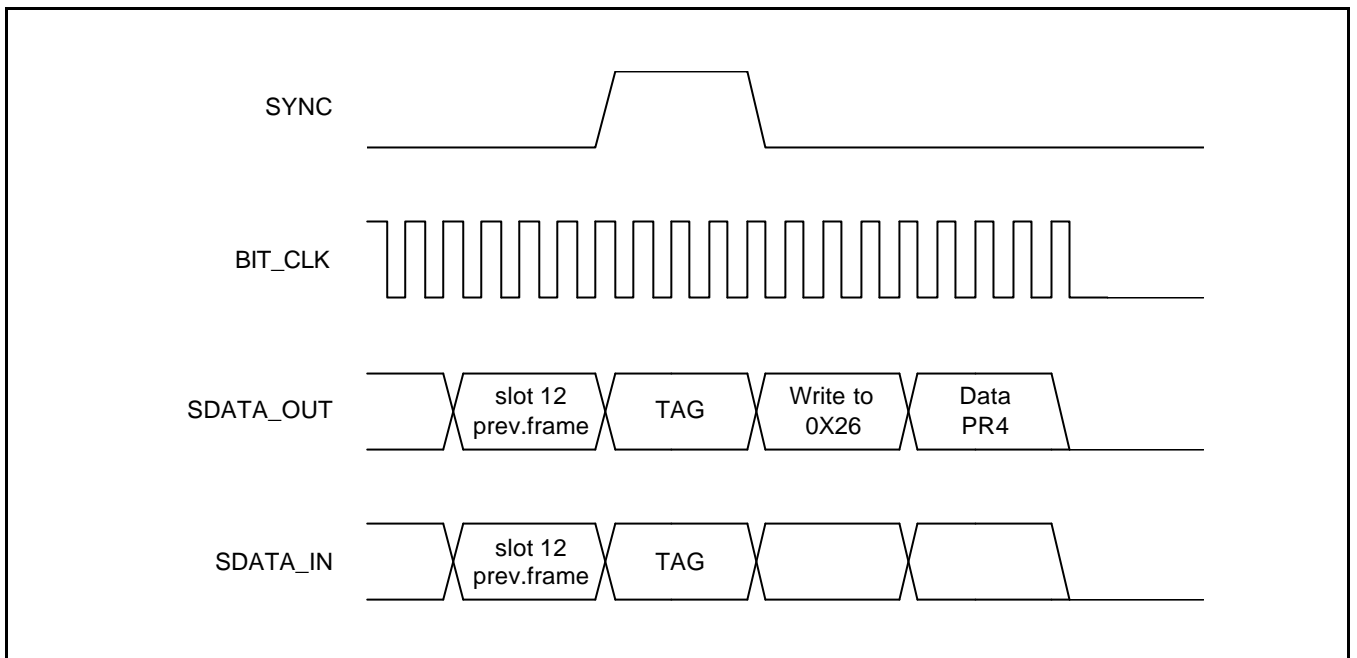 SYNC
BIT_CLK
SDATA_OUT
slot 12
prev.frame
TAG
Write to
0X26
Data
PR4
SDATA_IN
slot 12
prev.frame
TAG